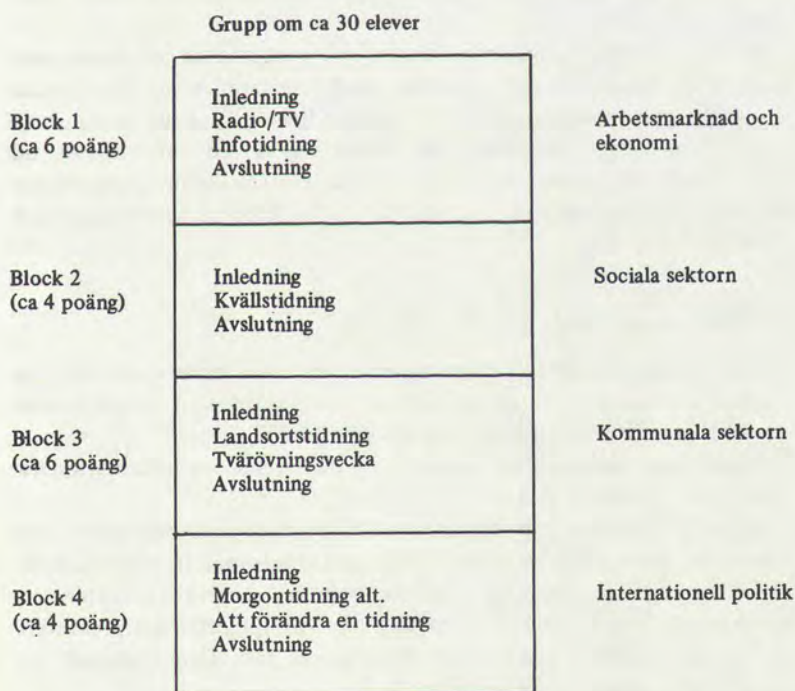 Grupp om ca 30 elever
Block 1
(ca 6 poäng)
Inledning
Radio/TV
Infotidning
Avslutning
Arbetsmarknad och
ekonomi
Block 2
(ca 4 poäng)
Inledning
Kvällstidning
Avslutning
Sociala sektorn
Block 3
(ca 6 poäng)
Inledning
Landsortstidning
Tvärövningsvecka
Avslutning
Kommunala sektorn
Block 4
(ca 4 poäng)
Inledning
Morgontidning alt.
Att förändra en tidning
Avslutning
Internationell politik